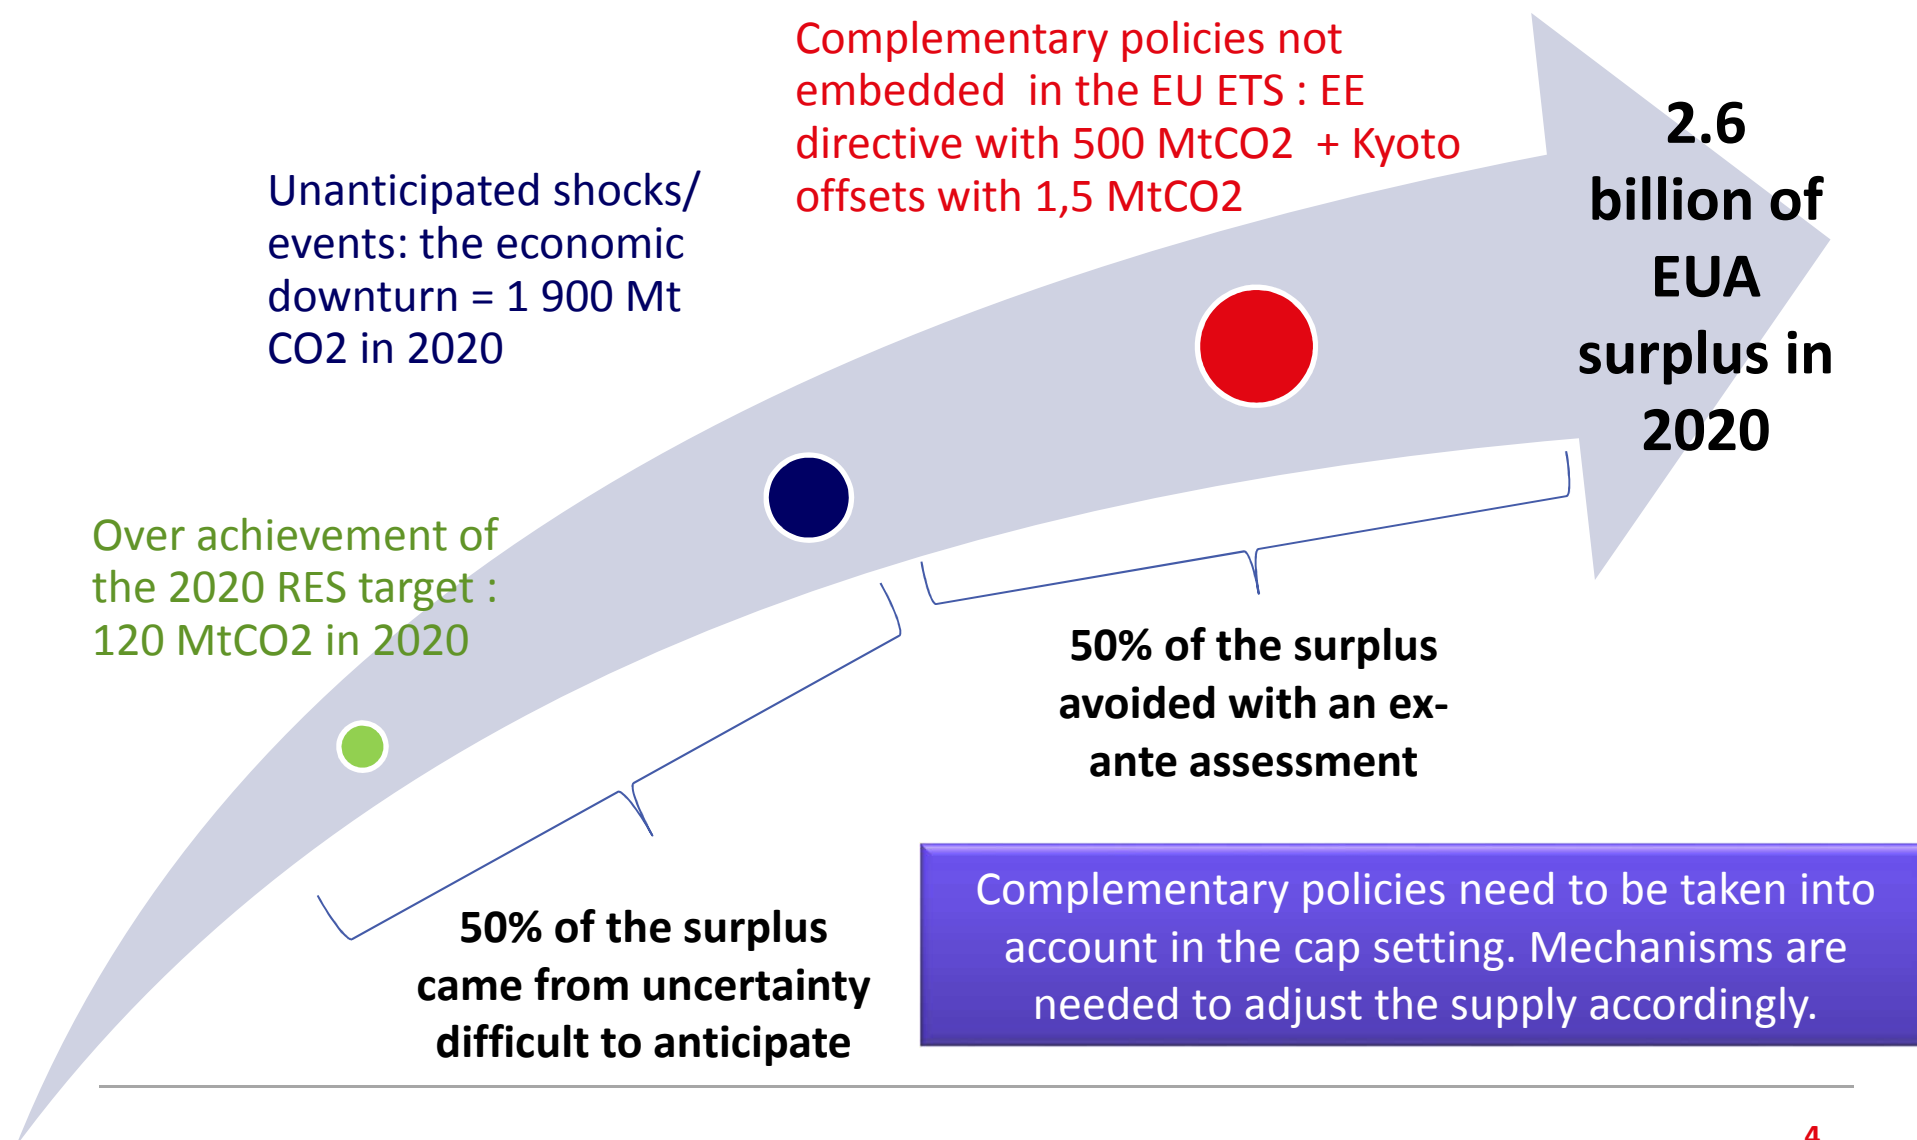 Complementary policies not
embedded in the EU ETS : EE
directive with 500 MtCO2 + Kyoto
offsets with 1,5 MtCO2
2.6
billion of
EUA
surplus in
2020
Unanticipated shocks/
events: the economic
downturn = 1 900 Mt
CO2 in 2020
Over achievement of
the 2020 RES target :
120 MtCO2 in 2020
50% of the surplus
avoided with an ex-
ante assessment
50% of the surplus
came from uncertainty
difficult to anticipate
Complementary policies need to be taken into
account in the cap setting. Mechanisms are
needed to adjust the supply accordingly.
4